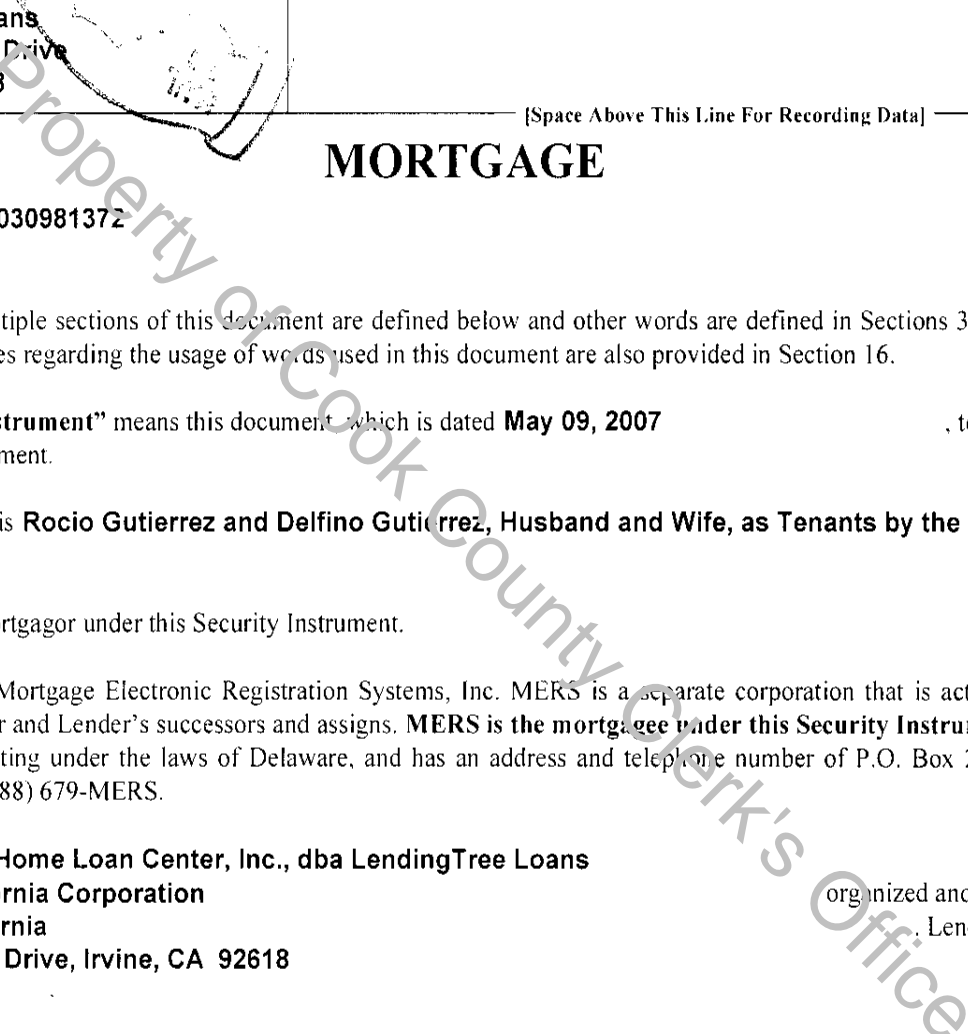 ans
Drive
8
[Space Above This Line For Recording Data]
MORTGAGE
030981372
tiple sections of this document are defined below and other words are defined in Sections 3
es regarding the usage of words used in this document are also provided in Section 16.
strument” means this document, which is dated May 09, 2007 , to
ment.
is Rocio Gutierrez and Delfino Gutierrez, Husband and Wife, as Tenants by the
rtgagor under this Security Instrument.
Mortgage Electronic Registration Systems, Inc. MERS is a separate corporation that is act
r and Lender’s successors and assigns. MERS is the mortgagee under this Security Instru
ting under the laws of Delaware, and has an address and telephone number of P.O. Box 2
88) 679-MERS.
Home Loan Center, Inc., dba LendingTree Loans
rnia Corporation organized and
rnia . Len
Drive, Irvine, CA 92618
Property of Cook County Clerk's Office